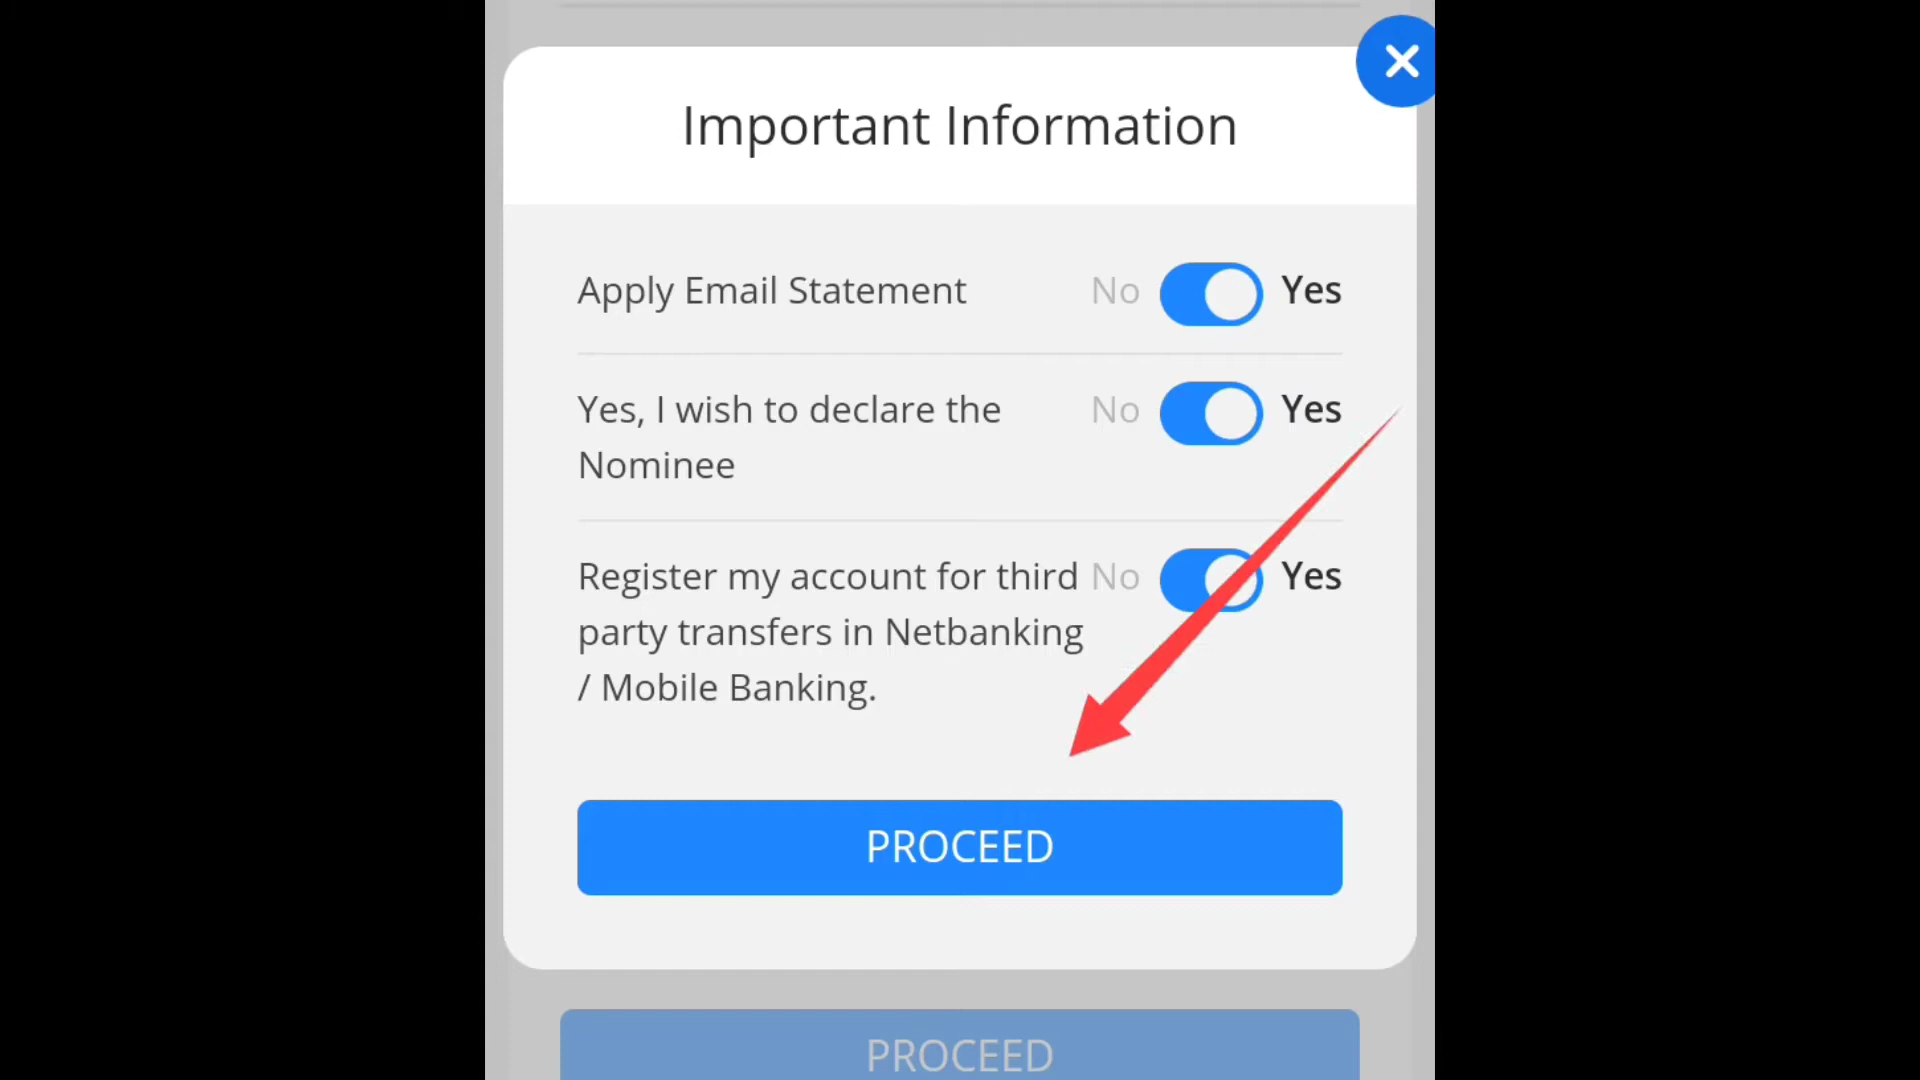 Important Information
Apply Email Statement No Yes
Yes, I wish to declare the No Yes
Nominee
Register my account for third No Yes
party transfers in Netbanking
/ Mobile Banking.
PROCEED
PROCEED